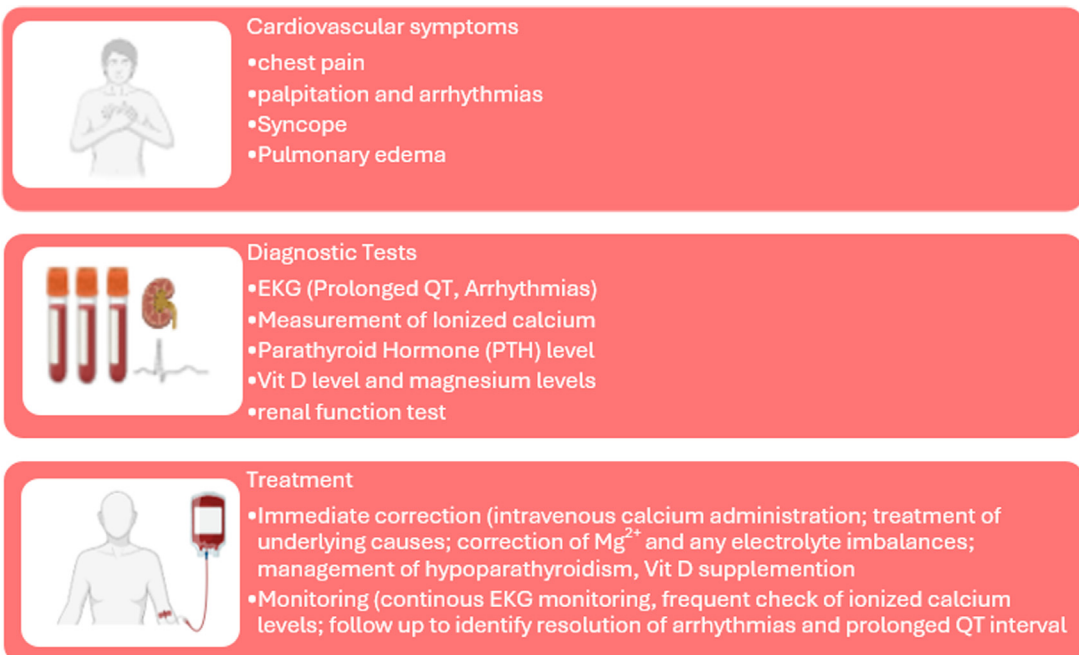 Cardiovascular symptoms
•chest pain
•palpitation and arrhythmias
•Syncope
•Pulmonary edema
Diagnostic Tests
•EKG (Prolonged QT, Arrhythmias)
•Measurement of Ionized calcium
•Parathyroid Hormone (PTH) level
•Vit D level and magnesium levels
•renal function test
Treatment
•Immediate correction (intravenous calcium administration; treatment of
underlying causes; correction of Mg²⁺ and any electrolyte imbalances;
management of hypoparathyroidism, Vit D supplemention
•Monitoring (continous EKG monitoring, frequent check of ionized calcium
levels; follow up to identify resolution of arrhythmias and prolonged QT interval